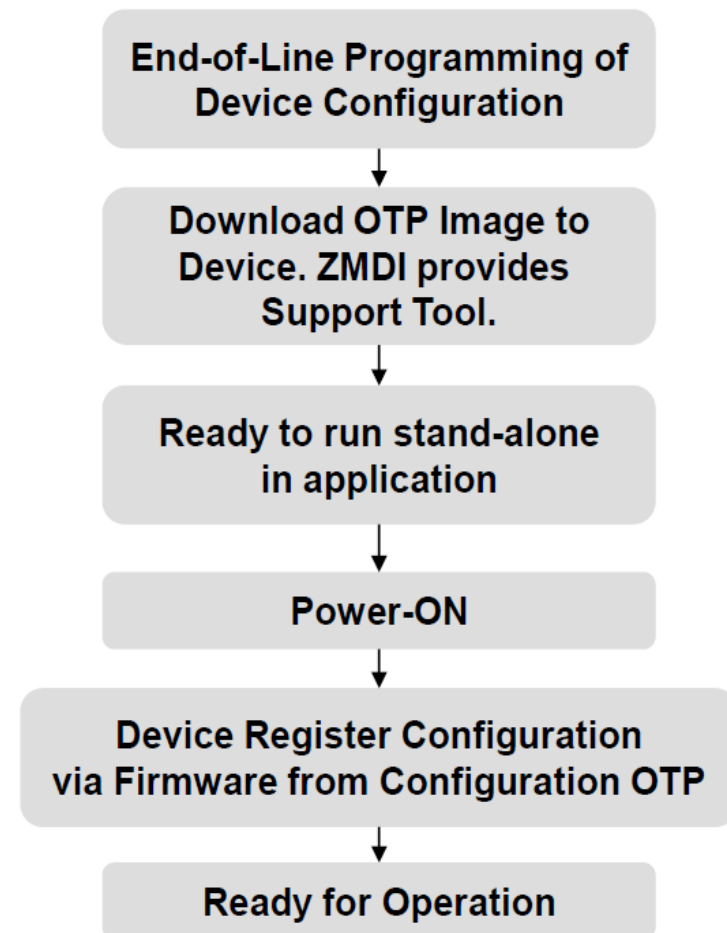 End-of-Line Programming of
Device Configuration
Download OTP Image to
Device. ZMDI provides
Support Tool.
Ready to run stand-alone
in application
Power-ON
Device Register Configuration
via Firmware from Configuration OTP
Ready for Operation